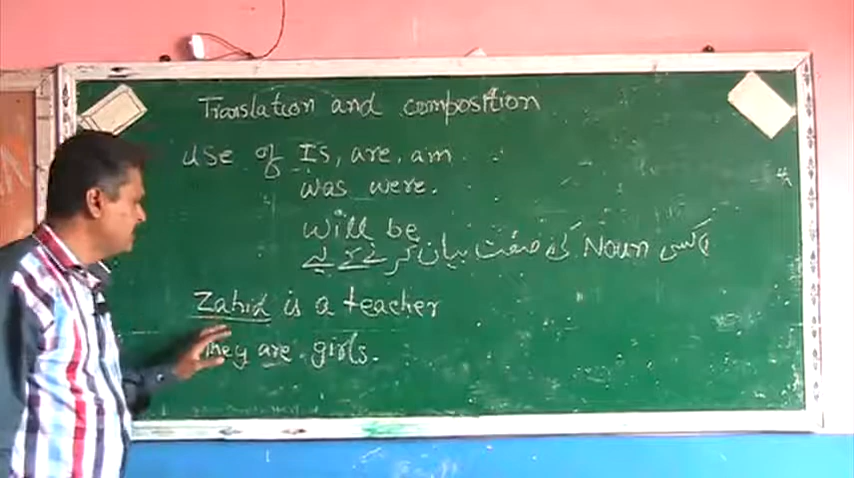 Translation and composition
Use of Is, are, am
was were.
will be
کسی Noun کی صفت بیان کرنے کے لیے
Zahid is a teacher
They are girls.